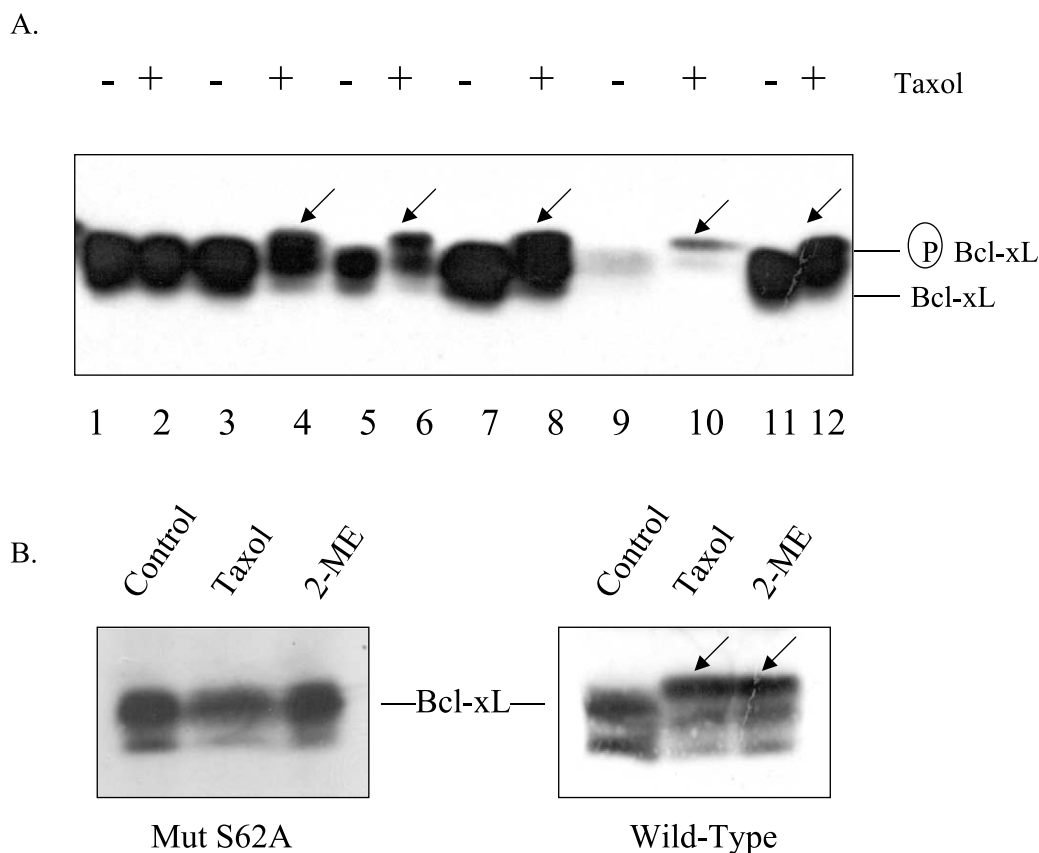 A.
- + - + - + - + - + - + Taxol
P Bcl-xL
Bcl-xL
1 2 3 4 5 6 7 8 9 10 11 12
B.
Control Taxol 2-ME
Control Taxol 2-ME
Bcl-xL
Mut S62A
Wild-Type